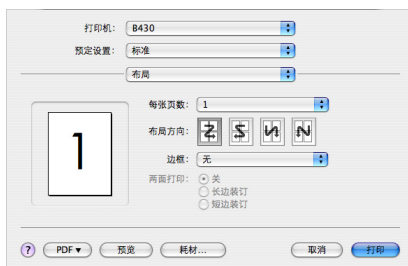 打印机： B430
预定设置： 标准
布局
每张页数： 1
布局方向：
边框： 无
两面打印： 关
长边装订
短边装订
1
? PDF▼ 预览 耗材... 取消 打印